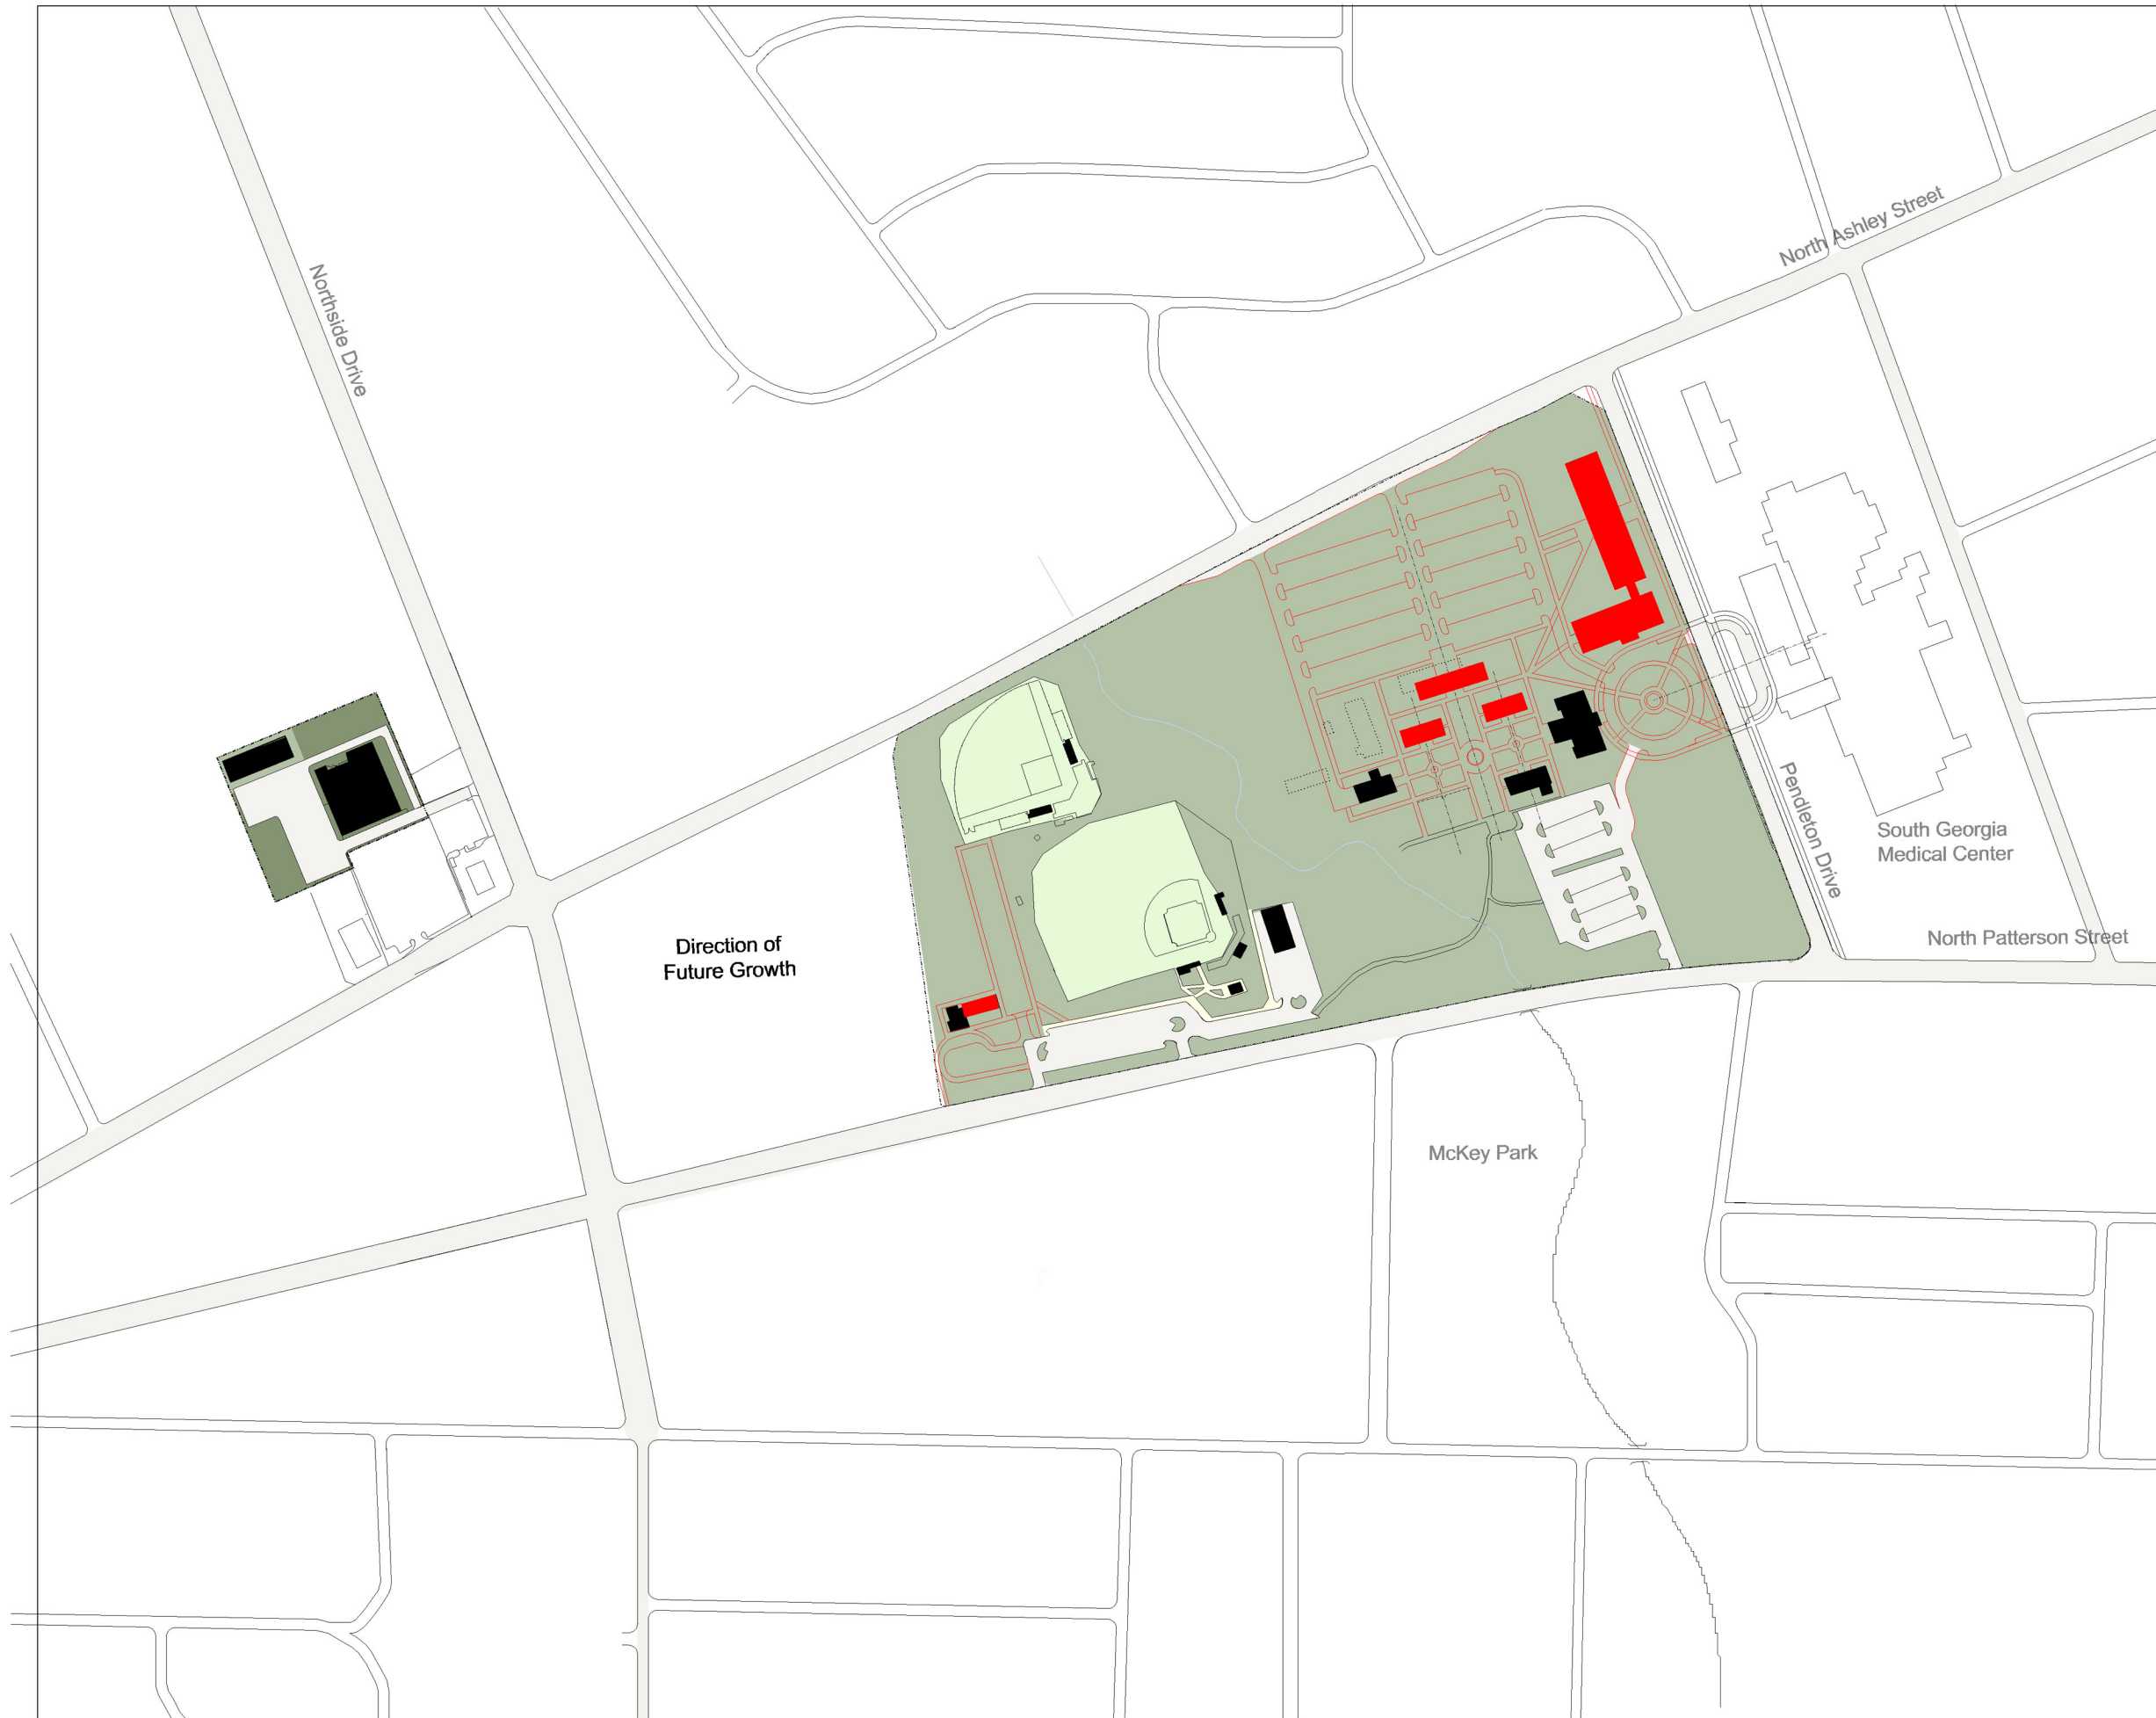 North Ashley Street
Northside Drive
Pendleton Drive
South Georgia
Medical Center
North Patterson Street
Direction of
Future Growth
McKey Park